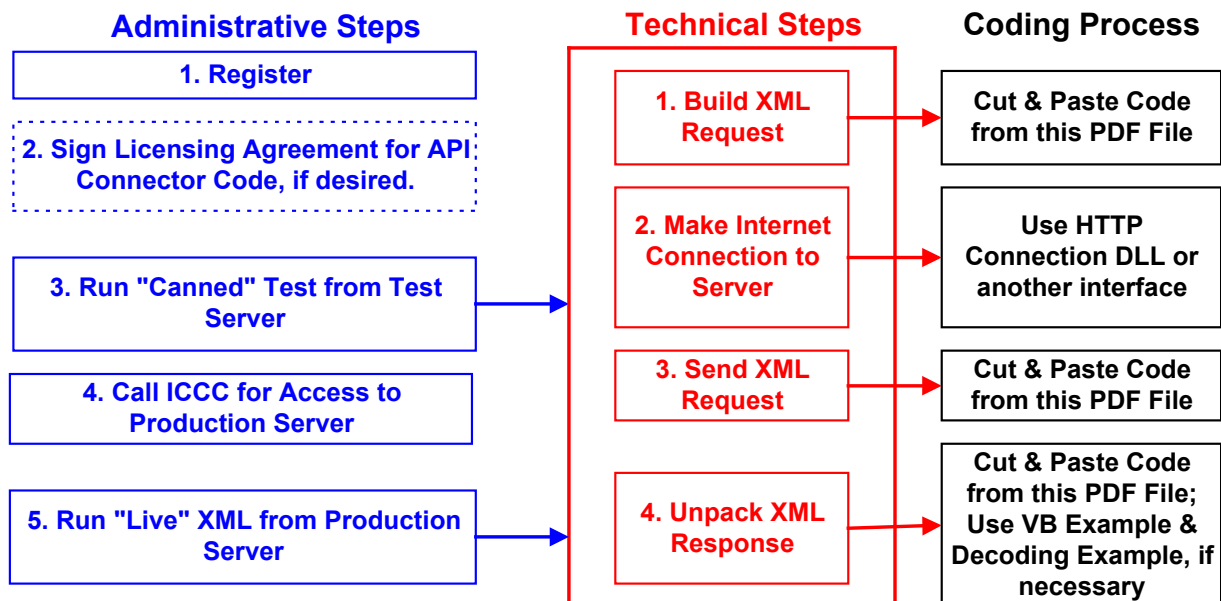 Administrative Steps
1. Register
2. Sign Licensing Agreement for API
Connector Code, if desired.
3. Run "Canned" Test from Test
Server
4. Call ICCC for Access to
Production Server
5. Run "Live" XML from Production
Server
Technical Steps
1. Build XML
Request
2. Make Internet
Connection to
Server
3. Send XML
Request
4. Unpack XML
Response
Coding Process
Cut & Paste Code
from this PDF File
Use HTTP
Connection DLL or
another interface
Cut & Paste Code
from this PDF File
Cut & Paste Code
from this PDF File;
Use VB Example &
Decoding Example, if
necessary